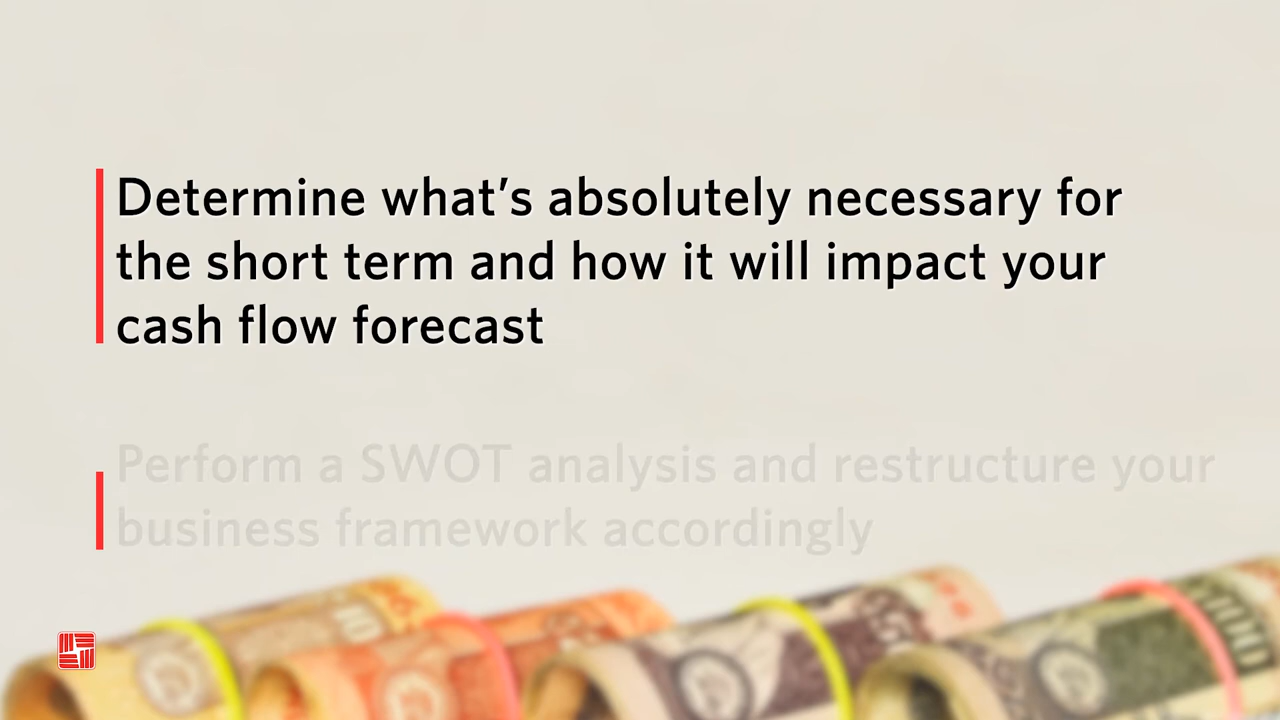 Determine what’s absolutely necessary for
the short term and how it will impact your
cash flow forecast
Perform a SWOT analysis and restructure your
business framework accordingly